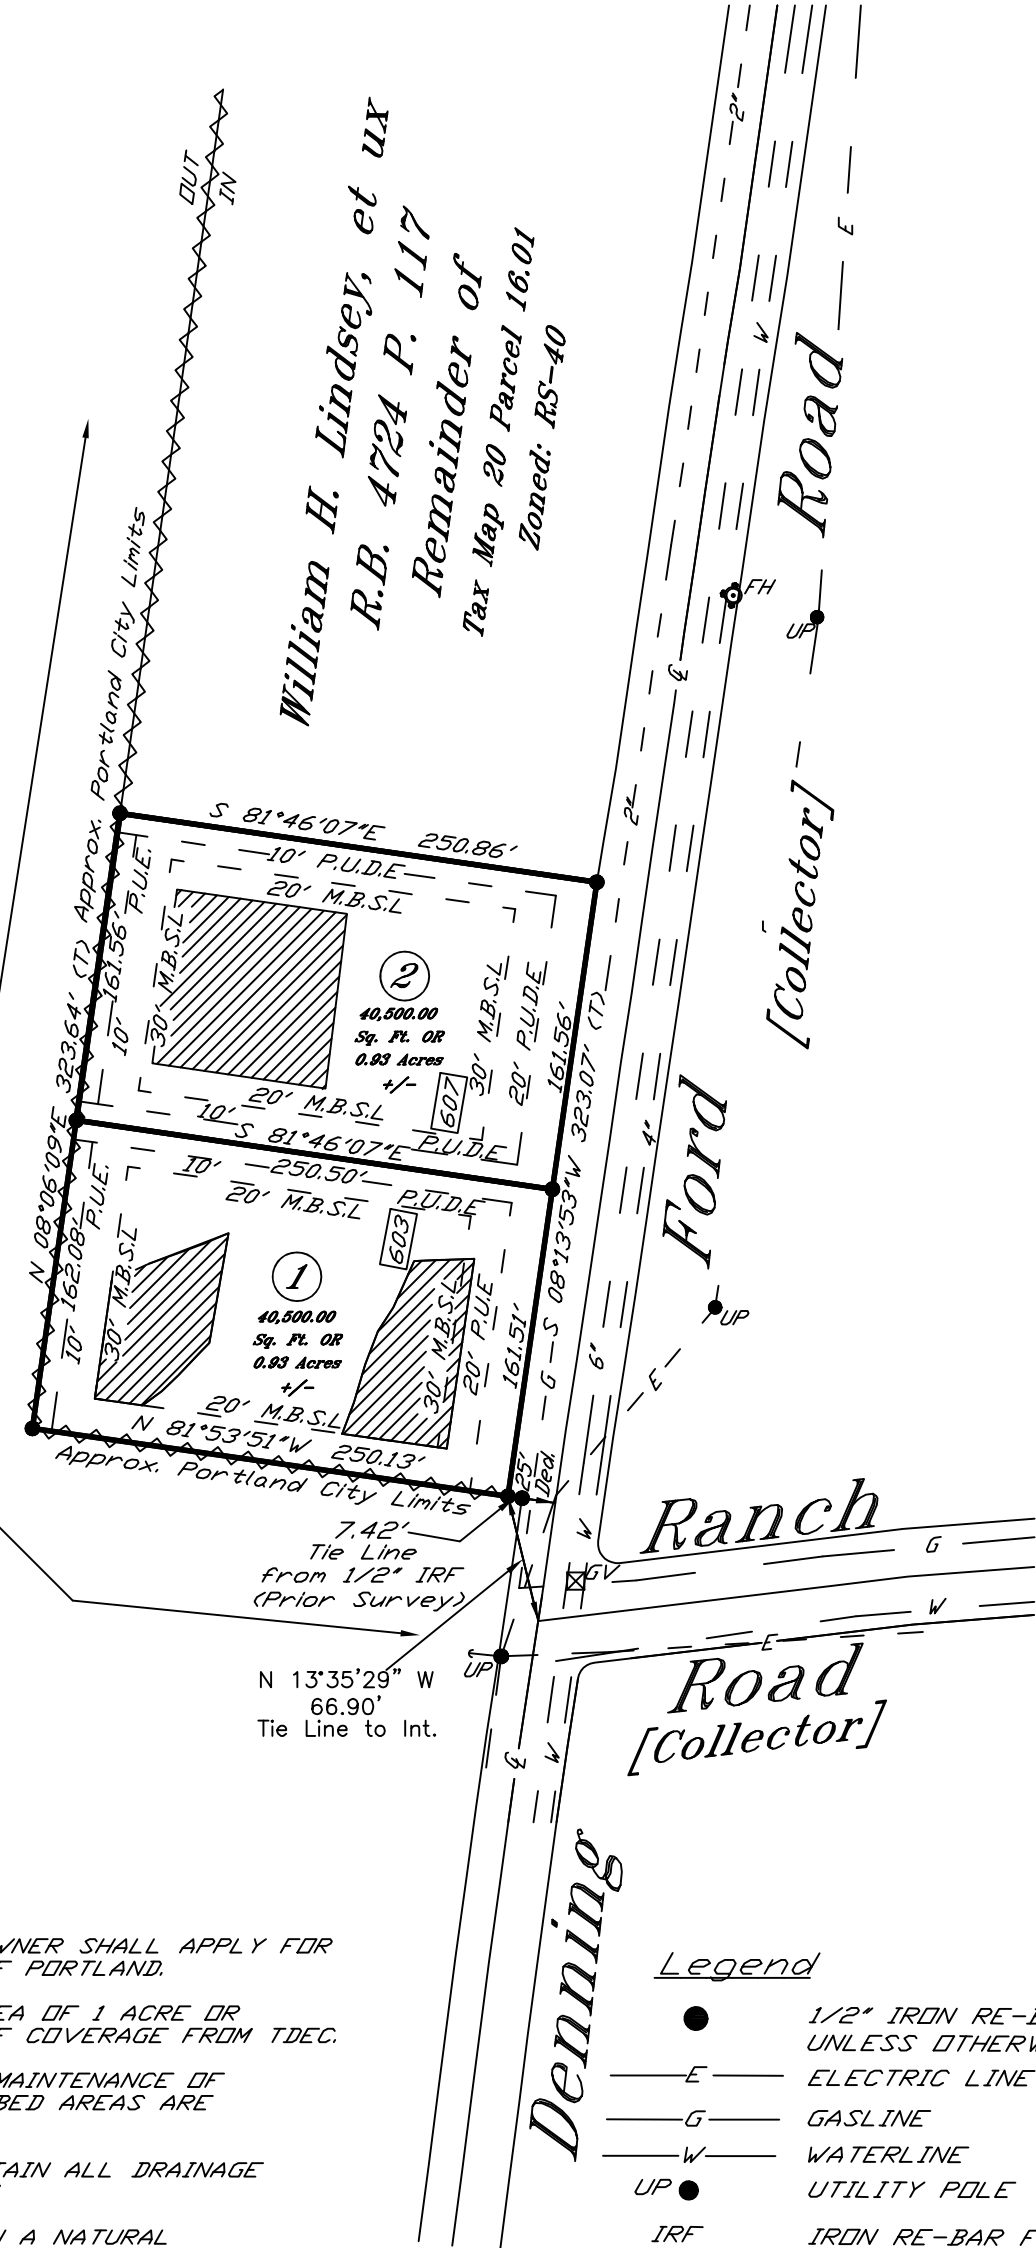 OUT
IN
William H. Lindsey, et ux
R.B. 4724 P. 117
Remainder of
Tax Map 20 Parcel 16.01
Zoned: RS-40
2"
E
W
Road
FH
UP
℄
2"
[Collector]
Approx. Portland City Limits
N 08°06'09"E 323.64' (T)
S 81°46'07"E 250.86'
10' P.U.D.E
20' M.B.S.L
10' P.U.E.
161.56'
30' M.B.S.L
2
40,500.00
Sq. Ft. OR
0.93 Acres
+/-
607
30' M.B.S.L
20' P.U.D.E
161.56'
S 08°13'53"W 323.07' (T)
20' M.B.S.L
10' P.U.D.E
S 81°46'07"E
250.50'
10' P.U.D.E
20' M.B.S.L
10' P.U.E.
162.08'
30' M.B.S.L
603
1
40,500.00
Sq. Ft. OR
0.93 Acres
+/-
30' M.B.S.L
20' P.U.E
161.51'
G
20' M.B.S.L
N 81°53'51"W 250.13'
Approx. Portland City Limits
25'
Ded.
4"
Ford
UP
6"
E
7.42'
Tie Line
from 1/2" IRF
(Prior Survey)
W
GV
Ranch
G
W
E
Road
[Collector]
UP
N 13°35'29" W
66.90'
Tie Line to Int.
℄
W
Denning
WNER SHALL APPLY FOR
F PORTLAND.
EA OF 1 ACRE OR
F COVERAGE FROM TDEC.
MAINTENANCE OF
BED AREAS ARE
TAIN ALL DRAINAGE
N A NATURAL
Legend
1/2" IRON RE-B
UNLESS OTHERW
E ELECTRIC LINE
G GASLINE
W WATERLINE
UP UTILITY POLE
IRF IRON RE-BAR F